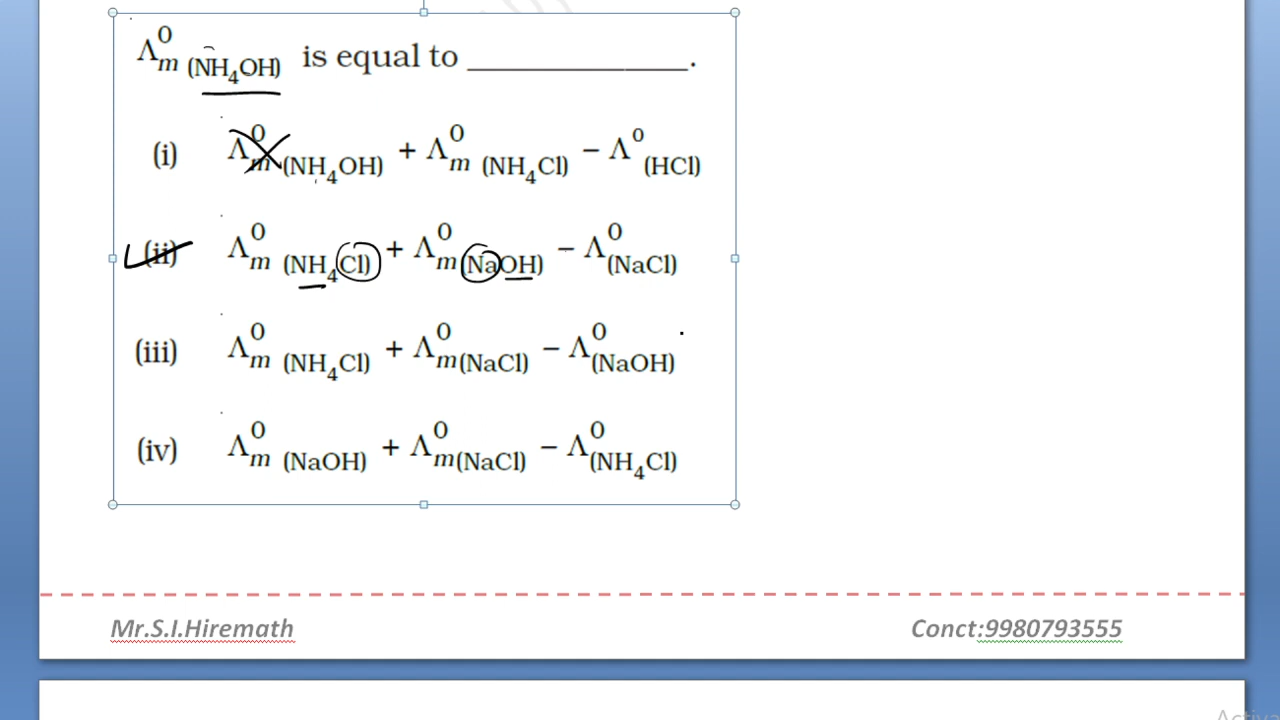 Λ⁰m (NH₄OH) is equal to ______________.
(i) Λ⁰m (NH₄OH) + Λ⁰m (NH₄Cl) − Λ⁰(HCl)
(ii) Λ⁰m (NH₄Cl) + Λ⁰m(NaOH) − Λ⁰(NaCl)
(iii) Λ⁰m (NH₄Cl) + Λ⁰m(NaCl) − Λ⁰(NaOH)
(iv) Λ⁰m (NaOH) + Λ⁰m(NaCl) − Λ⁰(NH₄Cl)
Mr.S.I.Hiremath Conct:9980793555